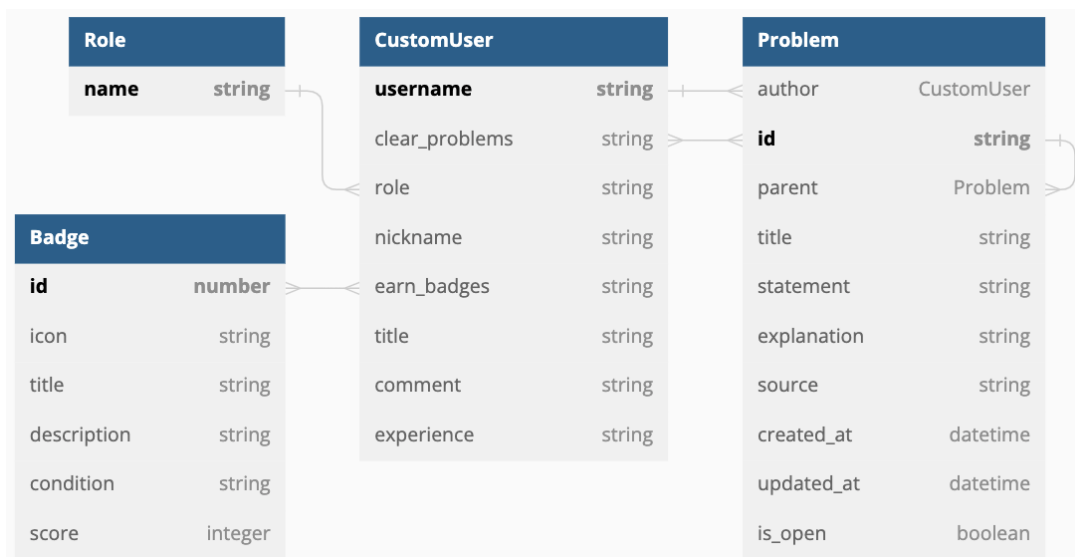 Role
name string
CustomUser
username string
clear_problems string
role string
nickname string
earn_badges string
title string
comment string
experience string
Problem
author CustomUser
id string
parent Problem
title string
statement string
explanation string
source string
created_at datetime
updated_at datetime
is_open boolean
Badge
id number
icon string
title string
description string
condition string
score integer